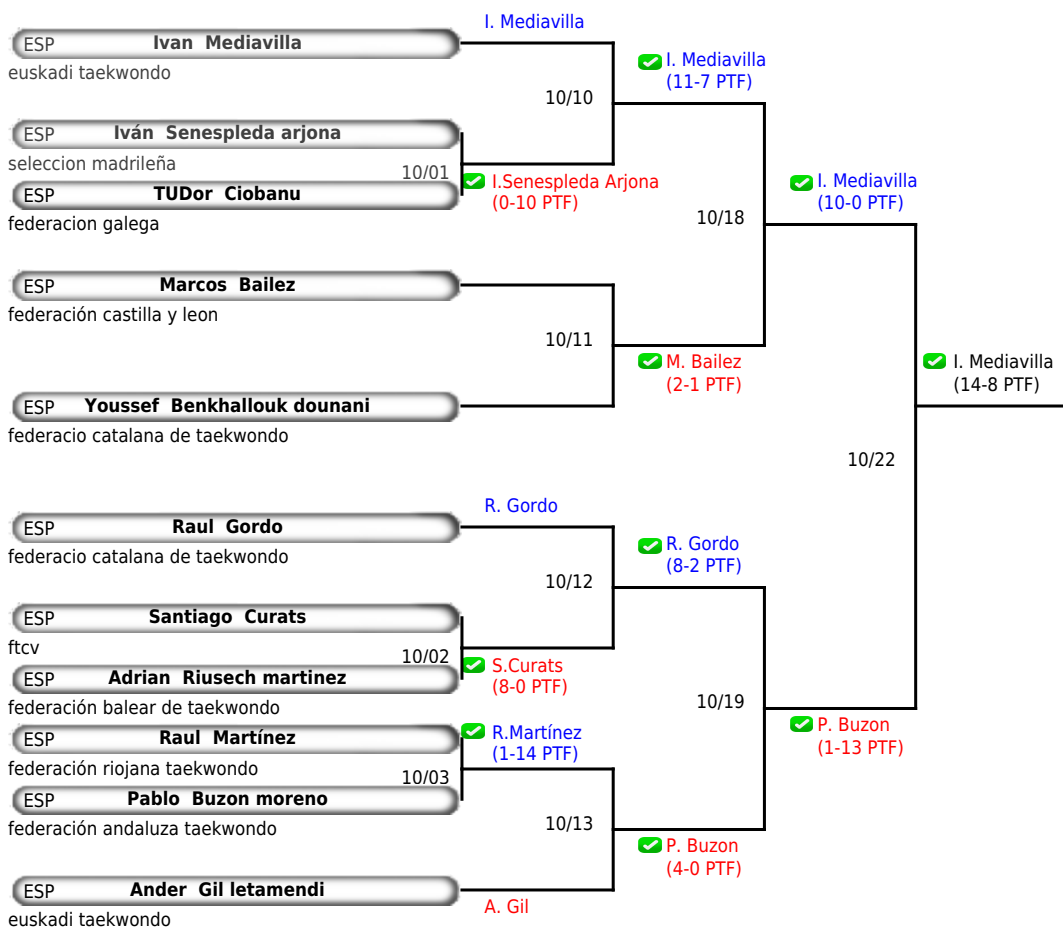 I. Mediavilla
ESP Ivan Mediavilla
euskadi taekwondo
I. Mediavilla
(11-7 PTF)
10/10
ESP Iván Senespleda arjona
seleccion madrileña
10/01
I.Senespleda Arjona
(0-10 PTF)
ESP TUDor Ciobanu
federacion galega
I. Mediavilla
(10-0 PTF)
10/18
ESP Marcos Bailez
federación castilla y leon
10/11
M. Bailez
(2-1 PTF)
I. Mediavilla
(14-8 PTF)
ESP Youssef Benkhallouk dounani
federacio catalana de taekwondo
10/22
R. Gordo
ESP Raul Gordo
federacio catalana de taekwondo
R. Gordo
(8-2 PTF)
10/12
ESP Santiago Curats
ftcv
10/02
S.Curats
(8-0 PTF)
ESP Adrian Riusech martinez
federación balear de taekwondo
10/19
ESP Raul Martínez
federación riojana taekwondo
R.Martínez
(1-14 PTF)
P. Buzon
(1-13 PTF)
10/03
ESP Pablo Buzon moreno
federación andaluza taekwondo
10/13
P. Buzon
(4-0 PTF)
ESP Ander Gil letamendi
euskadi taekwondo
A. Gil